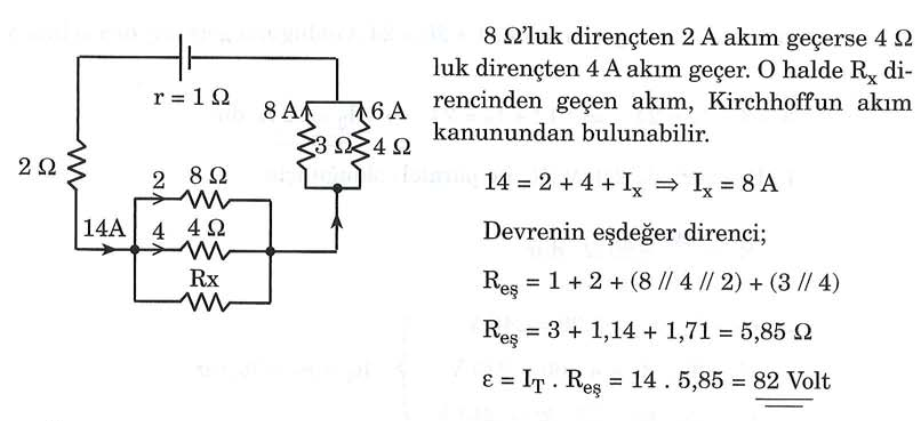 r = 1 Ω
8 A
6 A
3 Ω
4 Ω
2 Ω
2
8 Ω
14A
4
4 Ω
Rx
8 Ω'luk dirençten 2 A akım geçerse 4 Ω
luk dirençten 4 A akım geçer. O halde Rₓ di-
rencinden geçen akım, Kirchhoff'un akım
kanunundan bulunabilir.
14 = 2 + 4 + Iₓ ⇒ Iₓ = 8 A
Devrenin eşdeğer direnci;
Reş = 1 + 2 + (8 // 4 // 2) + (3 // 4)
Reş = 3 + 1,14 + 1,71 = 5,85 Ω
ε = I_T . Reş = 14 . 5,85 = 82 Volt